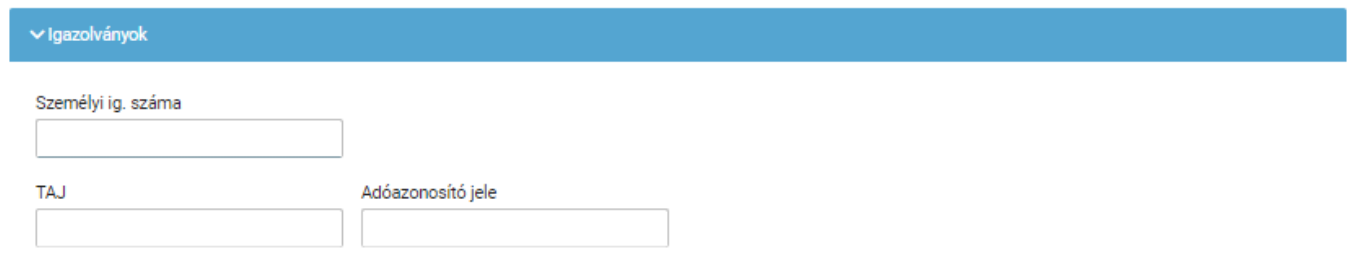 Igazolványok
Személyi ig. száma
TAJ Adóazonosító jele